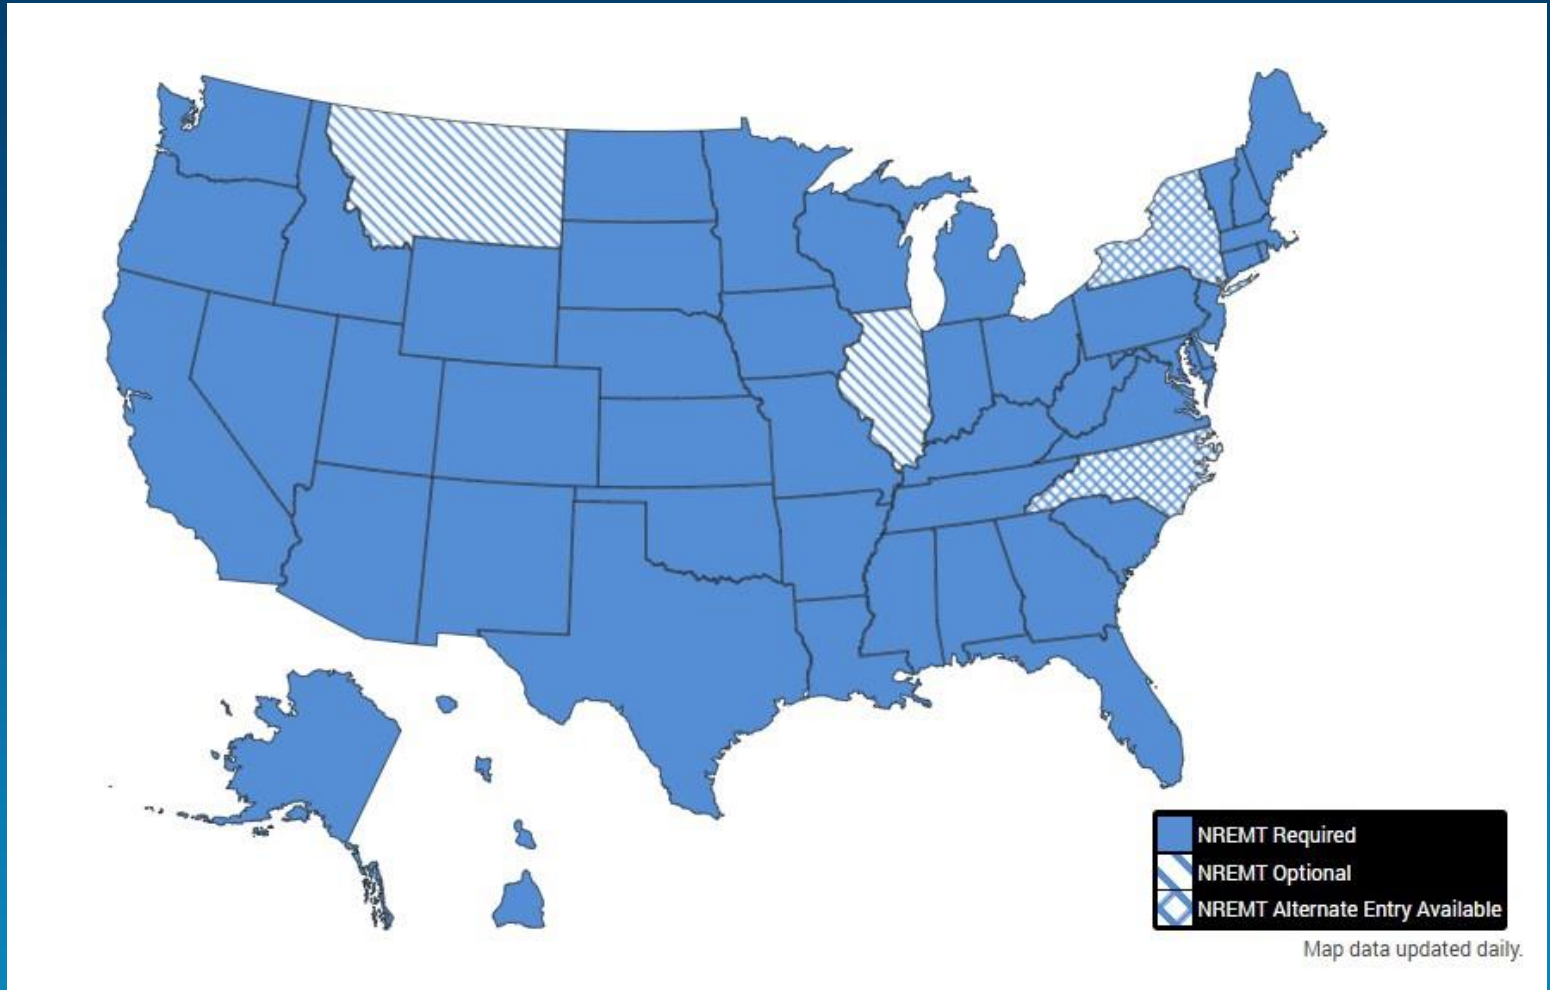 NREMT Required
NREMT Optional
NREMT Alternate Entry Available
Map data updated daily.